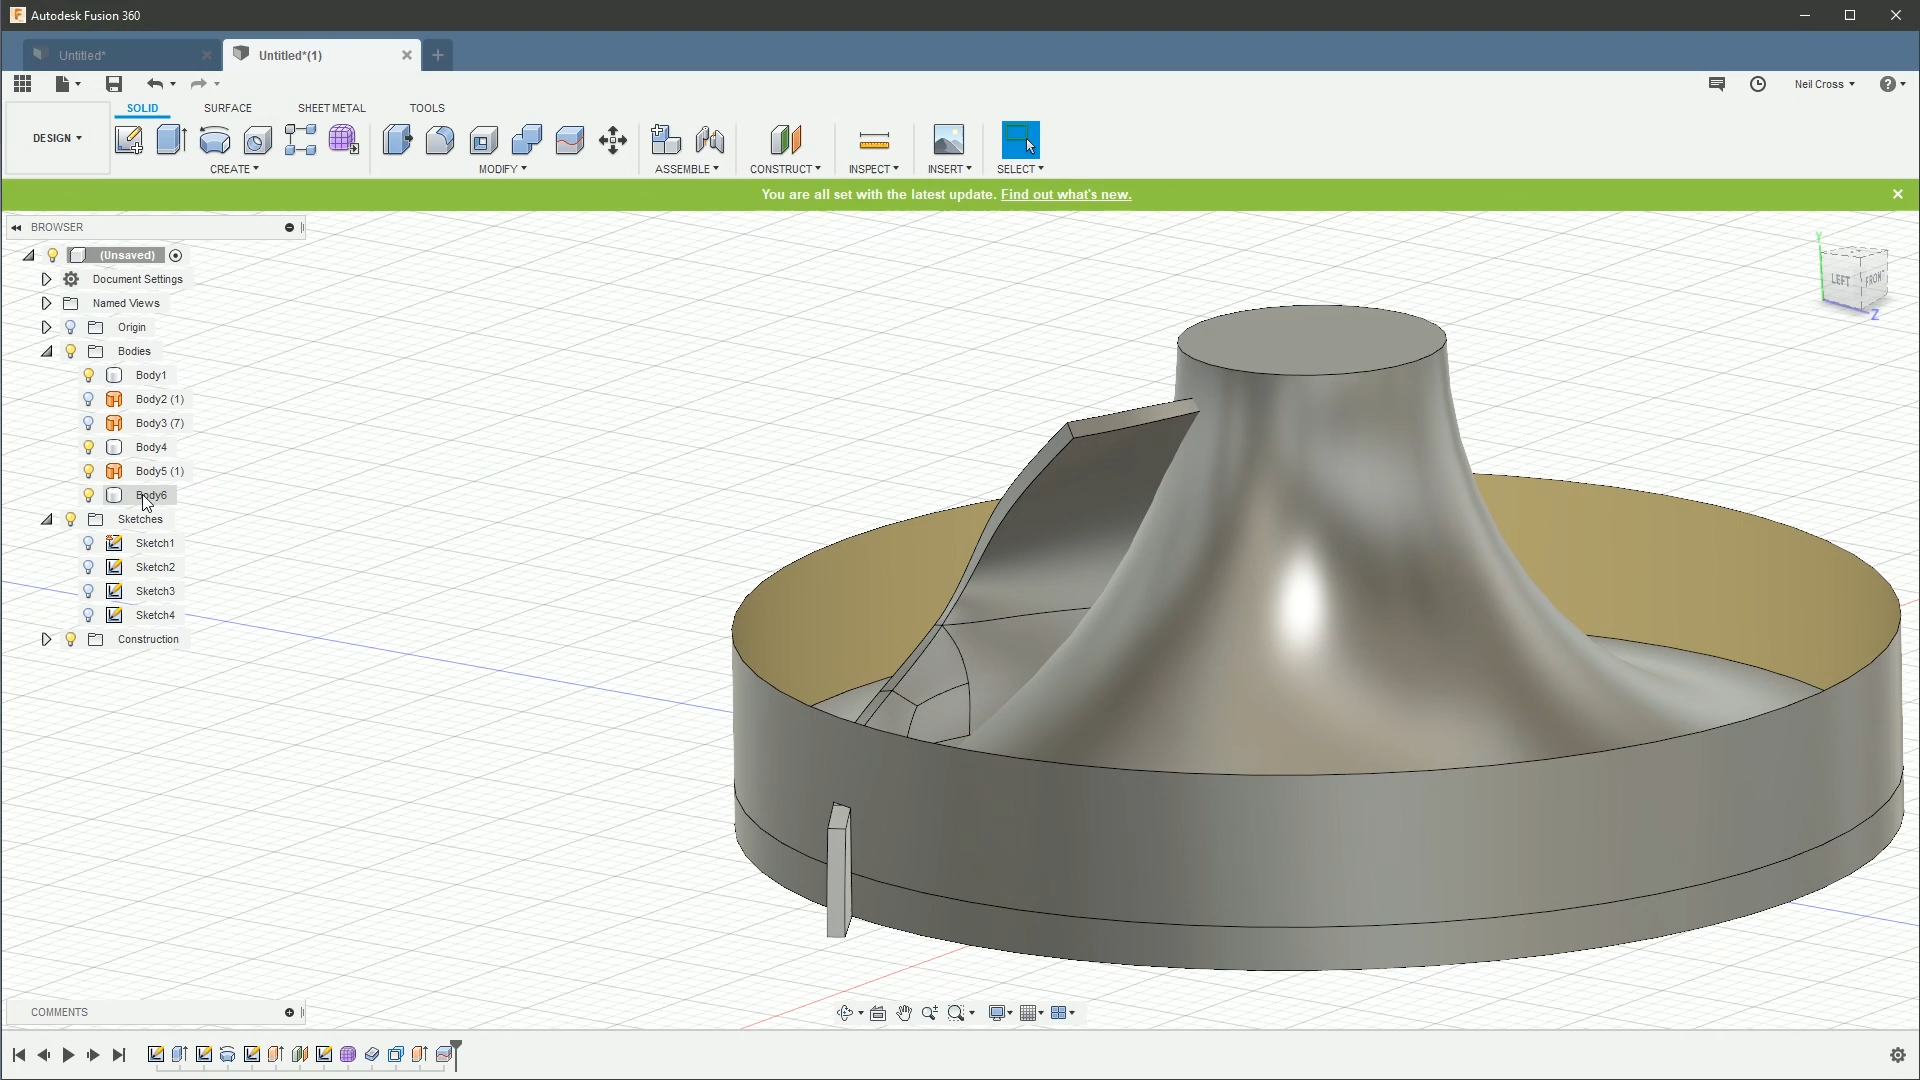 Autodesk Fusion 360
Untitled*
Untitled*(1)
Neil Cross
SOLID SURFACE SHEET METAL TOOLS
DESIGN
CREATE MODIFY ASSEMBLE CONSTRUCT INSPECT INSERT SELECT
You are all set with the latest update. Find out what's new.
BROWSER
(Unsaved)
Document Settings
Named Views
Origin
Bodies
Body1
Body2 (1)
Body3 (7)
Body4
Body5 (1)
Body6
Sketches
Sketch1
Sketch2
Sketch3
Sketch4
Construction
Y
LEFT FRONT
Z
COMMENTS